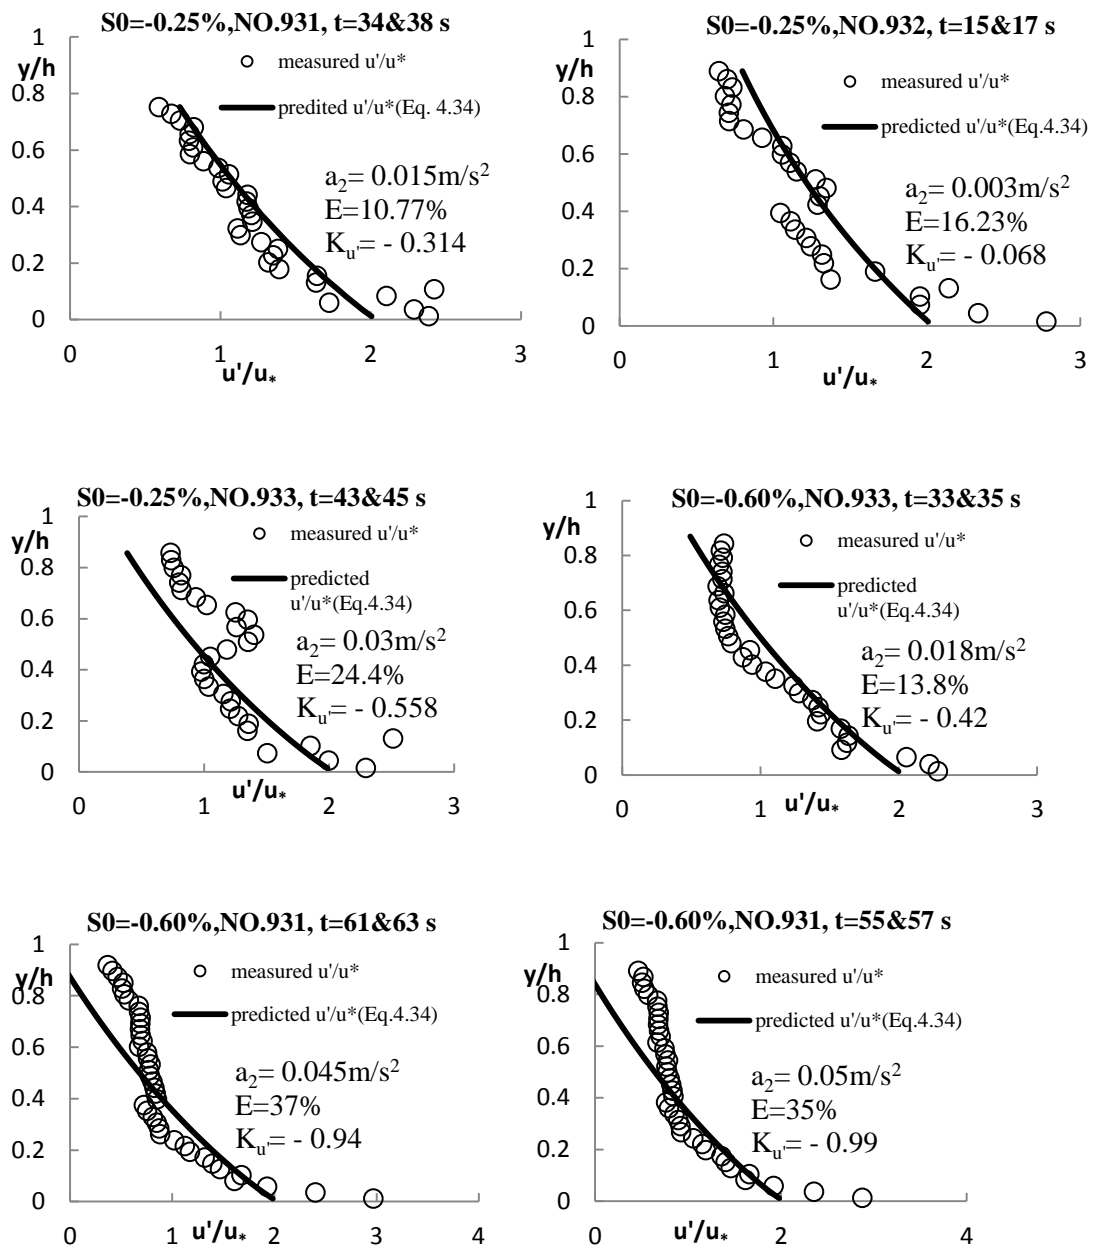 S0=-0.25%,NO.931, t=34&38 s
y/h
measured u'/u*
predited u'/u*(Eq. 4.34)
a2= 0.015m/s2
E=10.77%
Ku'= - 0.314
1
0.8
0.6
0.4
0.2
0
0 1 2 3
u'/u*
S0=-0.25%,NO.932, t=15&17 s
y/h
measured u'/u*
predicted u'/u*(Eq.4.34)
a2= 0.003m/s2
E=16.23%
Ku'= - 0.068
1
0.8
0.6
0.4
0.2
0
0 1 2 3
u'/u*
S0=-0.25%,NO.933, t=43&45 s
y/h
measured u'/u*
predicted
u'/u*(Eq.4.34)
a2= 0.03m/s2
E=24.4%
Ku'= - 0.558
1
0.8
0.6
0.4
0.2
0
0 1 2 3
u'/u*
S0=-0.60%,NO.933, t=33&35 s
y/h
measured u'/u*
predicted
u'/u*(Eq.4.34)
a2= 0.018m/s2
E=13.8%
Ku'= - 0.42
1
0.8
0.6
0.4
0.2
0
0 1 2 3
u'/u*
S0=-0.60%,NO.931, t=61&63 s
y/h
measured u'/u*
predicted u'/u*(Eq.4.34)
a2= 0.045m/s2
E=37%
Ku'= - 0.94
1
0.8
0.6
0.4
0.2
0
0 1 2 3 4
u'/u*
S0=-0.60%,NO.931, t=55&57 s
y/h
measured u'/u*
predicted u'/u*(Eq.4.34)
a2= 0.05m/s2
E=35%
Ku'= - 0.99
1
0.8
0.6
0.4
0.2
0
0 2 4
u'/u*